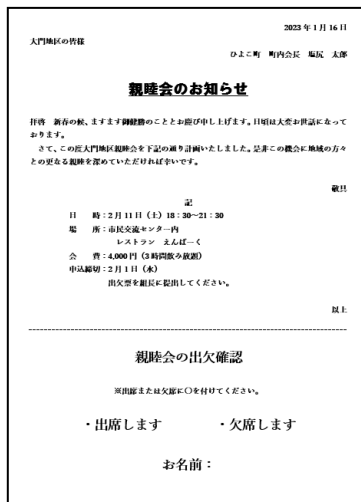 2023 年 1 月 16 日
大門地区の皆様
ひよこ町 町内会長 塩尻 太郎
親睦会のお知らせ
拝啓 新春の候、ますます御健勝のこととお慶び申し上げます。日頃は大変お世話になって
おります。
さて、この度大門地区親睦会を下記の通り計画いたしました。是非この機会に地域の方々
との更なる親睦を深めていただければ幸いです。
敬具
記
日 時：2 月 11 日（土）18：30～21：30
場 所：市民交流センター内
レストラン えんぱーく
会 費：4,000 円（3 時間飲み放題）
申込締切：2 月 1 日（水）
出欠票を組長に提出してください。
以上
親睦会の出欠確認
※出席または欠席に〇を付けてください。
・出席します ・欠席します
お名前：